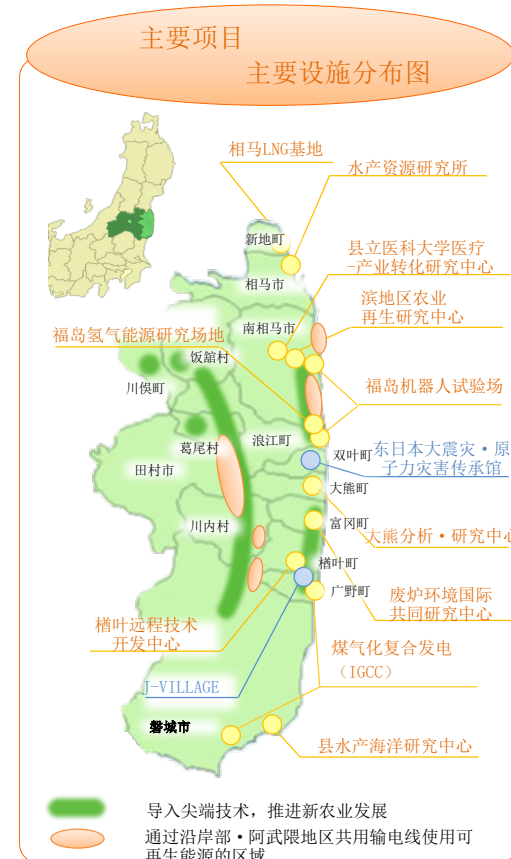 主要项目
主要设施分布图
相马LNG基地
水产资源研究所
新地町
县立医科大学医疗
-产业转化研究中心
相马市
滨地区农业
再生研究中心
南相马市
福岛氢气能源研究场地
饭舘村
川俣町
福岛机器人试验场
葛尾村
浪江町
双叶町
东日本大震灾·原
子力灾害传承馆
田村市
大熊町
川内村
富冈町
大熊分析·研究中心
楢叶町
广野町
废炉环境国际
共同研究中心
楢叶远程技术
开发中心
煤气化复合发电
（IGCC）
J-VILLAGE
磐城市
县水产海洋研究中心
导入尖端技术，推进新农业发展
通过沿岸部·阿武隈地区共用输电线使用可
再生能源的区域